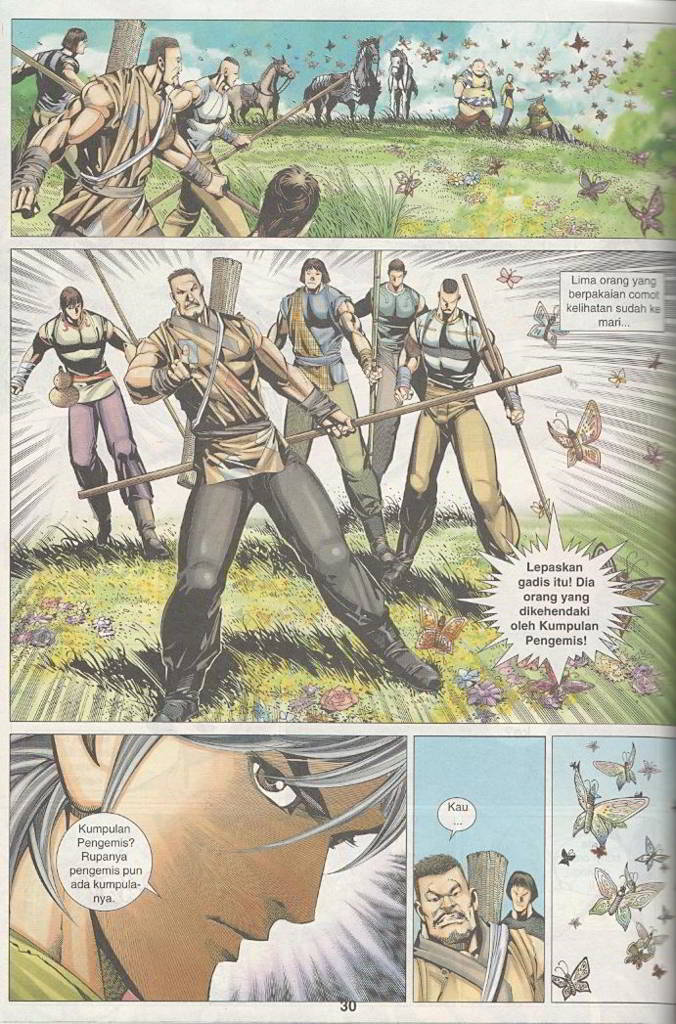 Lima orang yang
berpakaian comot
kelihatan sudah ke
mari...
Lepaskan
gadis itu! Dia
orang yang
dikehendaki
oleh Kumpulan
Pengemis!
Kumpulan
Pengemis?
Rupanya
pengemis pun
ada kumpula-
nya.
Kau
...
30